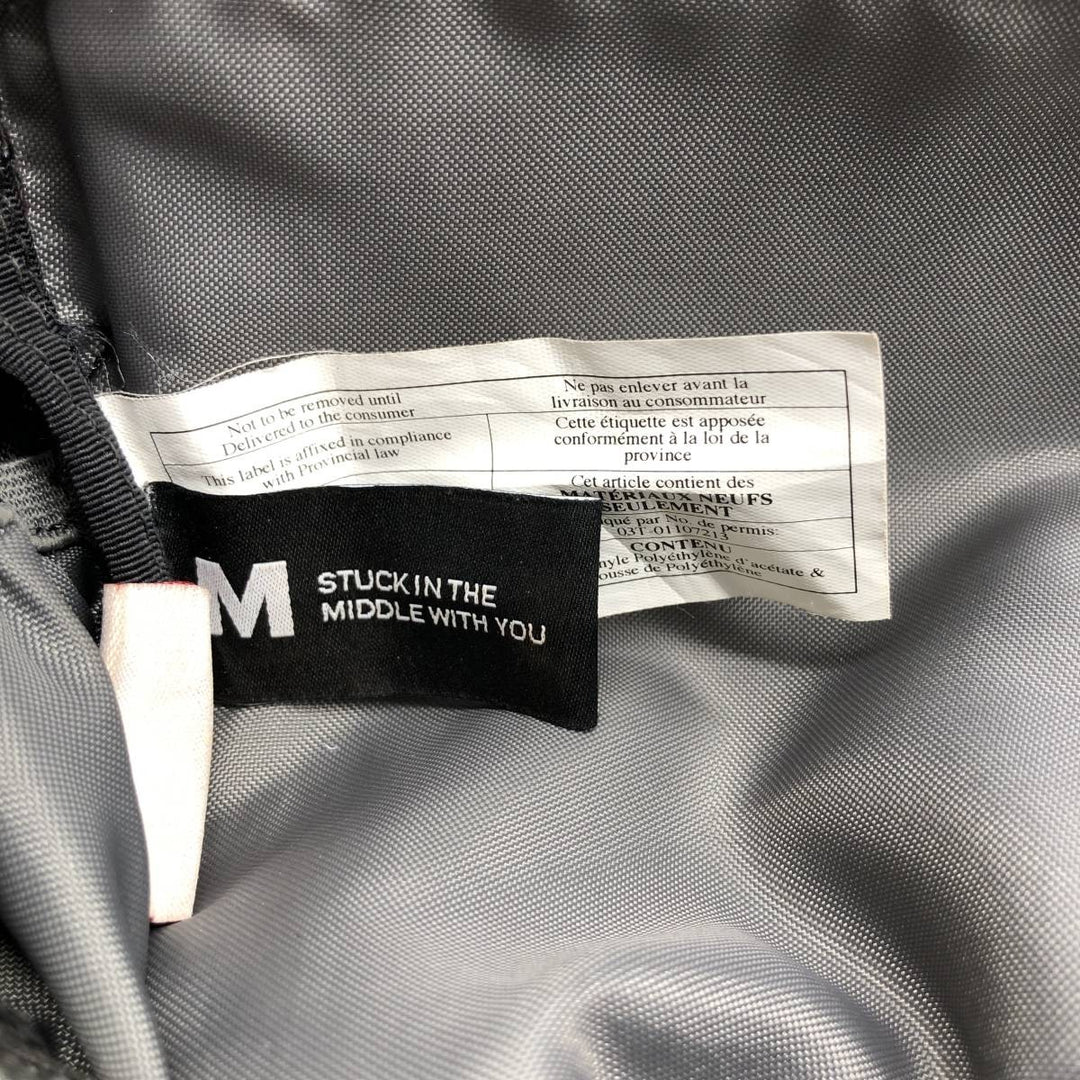 Not to be removed until
Delivered to the consumer
This label is affixed in compliance
with Provincial law
Ne pas enlever avant la
livraison au consommateur
Cette étiquette est apposée
conformément à la loi de la
province
Cet article contient des
MATÉRIAUX NEUFS
SEULEMENT
par No. de permis:
03T-01107213
CONTENU
Polyéthylène d'acétate &
de Polyéthylène
M
STUCK IN THE
MIDDLE WITH YOU